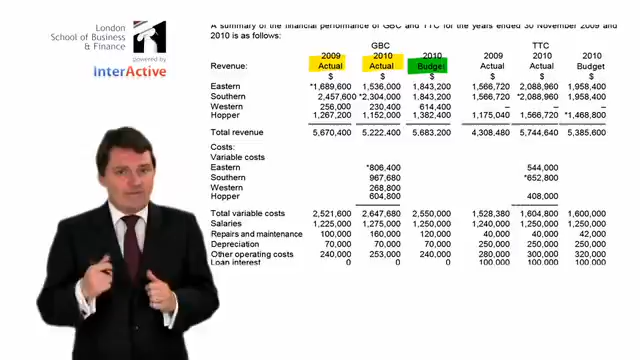 London
School of Business
& Finance
powered by
InterActive
A summary of the financial performance of GBC and TTC for the years ended 30 November 2009 and
2010 is as follows:
GBC TTC
2009 2010 2010 2009 2010 2010
Revenue: Actual Actual Budget Actual Actual Budget
$ $ $ $ $ $
Eastern *1,689,600 1,536,000 1,843,200 1,566,720 2,088,960 1,958,400
Southern 2,457,600 *2,304,000 1,843,200 1,566,720 *2,088,960 1,958,400
Western 256,000 230,400 614,400 – – –
Hopper 1,267,200 1,152,000 1,382,400 1,175,040 1,566,720 *1,468,800
Total revenue 5,670,400 5,222,400 5,683,200 4,308,480 5,744,640 5,385,600
Costs:
Variable costs
Eastern *806,400 544,000
Southern 967,680 *652,800
Western 268,800
Hopper 604,800 408,000
Total variable costs 2,521,600 2,647,680 2,550,000 1,528,380 1,604,800 1,600,000
Salaries 1,225,000 1,275,000 1,250,000 1,240,000 1,250,000 1,250,000
Repairs and maintenance 100,000 160,000 120,000 40,000 40,000 42,000
Depreciation 70,000 70,000 70,000 250,000 250,000 250,000
Other operating costs 240,000 253,000 240,000 280,000 300,000 320,000
Loan interest 0 0 0 100,000 100,000 100,000